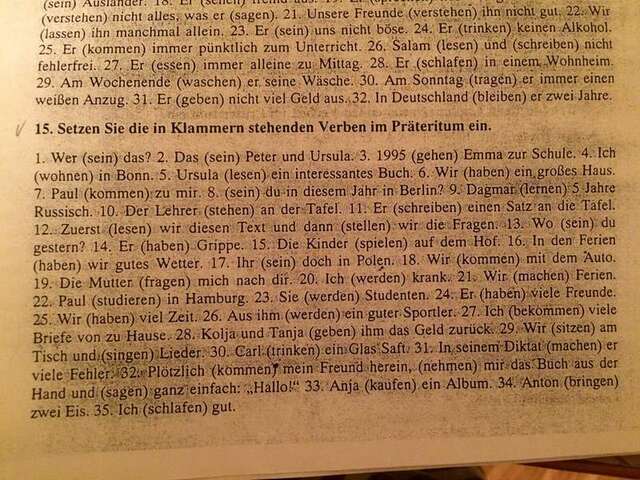 sein) Ausländer. 18. Er (sehen) fremd aus. 19. Er (sprechen)
(verstehen) nicht alles, was er (sagen). 21. Unsere Freunde (verstehen) ihn nicht gut. 22. Wir
(lassen) ihn manchmal allein. 23. Er (sein) uns nicht böse. 24. Er (trinken) keinen Alkohol.
25. Er (kommen) immer pünktlich zum Unterricht. 26. Salam (lesen) und (schreiben) nicht
fehlerfrei. 27. Er (essen) immer alleine zu Mittag. 28. Er (schlafen) in einem Wohnheim.
29. Am Wochenende (waschen) er seine Wäsche. 30. Am Sonntag (tragen) er immer einen
weißen Anzug. 31. Er (geben) nicht viel Geld aus. 32. In Deutschland (bleiben) er zwei Jahre.
15. Setzen Sie die in Klammern stehenden Verben im Präteritum ein.
1. Wer (sein) das? 2. Das (sein) Peter und Ursula. 3. 1995 (gehen) Emma zur Schule. 4. Ich
(wohnen) in Bonn. 5. Ursula (lesen) ein interessantes Buch. 6. Wir (haben) ein großes Haus.
7. Paul (kommen) zu mir. 8. (sein) du in diesem Jahr in Berlin? 9. Dagmar (lernen) 5 Jahre
Russisch. 10. Der Lehrer (stehen) an der Tafel. 11. Er (schreiben) einen Satz an die Tafel.
12. Zuerst (lesen) wir diesen Text und dann (stellen) wir die Fragen. 13. Wo (sein) du
gestern? 14. Er (haben) Grippe. 15. Die Kinder (spielen) auf dem Hof. 16. In den Ferien
(haben) wir gutes Wetter. 17. Ihr (sein) doch in Polen. 18. Wir (kommen) mit dem Auto.
19. Die Mutter (fragen) mich nach dir. 20. Ich (werden) krank. 21. Wir (machen) Ferien.
22. Paul (studieren) in Hamburg. 23. Sie (werden) Studenten. 24. Er (haben) viele Freunde.
25. Wir (haben) viel Zeit. 26. Aus ihm (werden) ein guter Sportler. 27. Ich (bekommen) viele
Briefe von zu Hause. 28. Kolja und Tanja (geben) ihm das Geld zurück. 29. Wir (sitzen) am
Tisch und (singen) Lieder. 30. Carl (trinken) ein Glas Saft. 31. In seinem Diktat (machen) er
viele Fehler. 32. Plötzlich (kommen) mein Freund herein, (nehmen) mir das Buch aus der
Hand und (sagen) ganz einfach: „Hallo!“ 33. Anja (kaufen) ein Album. 34. Anton (bringen)
zwei Eis. 35. Ich (schlafen) gut.